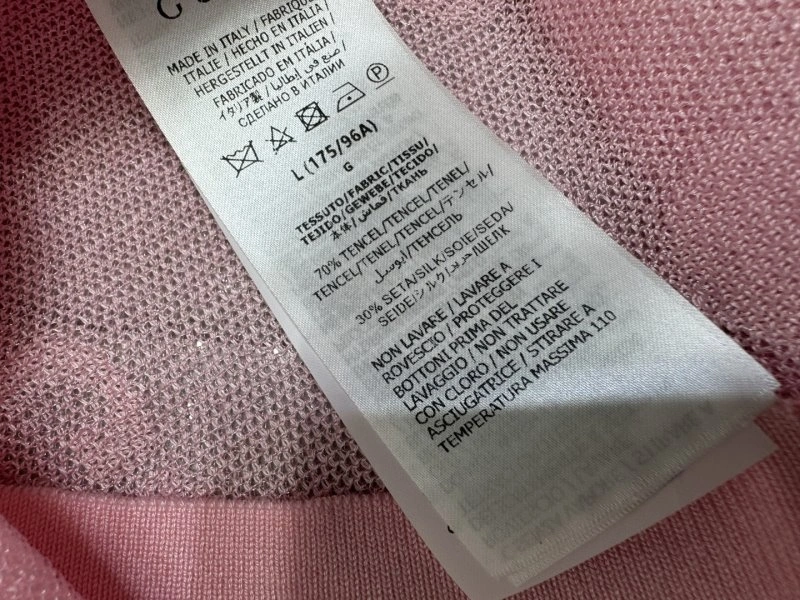 MADE IN ITALY / FABRIQUÉ
ITALIE / HECHO EN ITALIA /
HERGESTELLT IN ITALIEN /
FABRICADO EM ITÁLIA /
イタリア製 / صنع في إيطاليا /
СДЕЛАНО В ИТАЛИИ
P
L (175/96A)
G
TESSUTO/FABRIC/TISSU/
TEJIDO/GEWEBE/TECIDO/
本体/قماش/ТКАНЬ
70% TENCEL/TENCEL/TENEL/
TENCEL/TENEL/TENCEL/テンセル/
ТЕНСЕЛЬ
30% SETA/SILK/SOIE/SEDA/
SEIDE/シルク/حرير/ШЕЛК
NON LAVARE / LAVARE A
ROVESCIO / PROTEGGERE I
BOTTONI PRIMA DEL
LAVAGGIO / NON TRATTARE
CON CLORO / NON USARE
ASCIUGATRICE / STIRARE A
TEMPERATURA MASSIMA 110